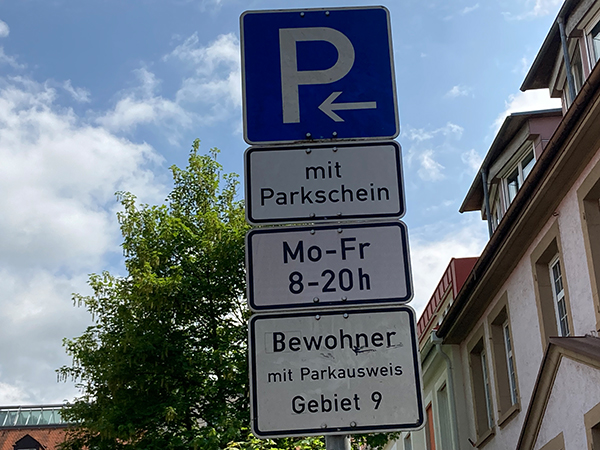 P
mit
Parkschein
Mo-Fr
8-20h
Bewohner
mit Parkausweis
Gebiet 9